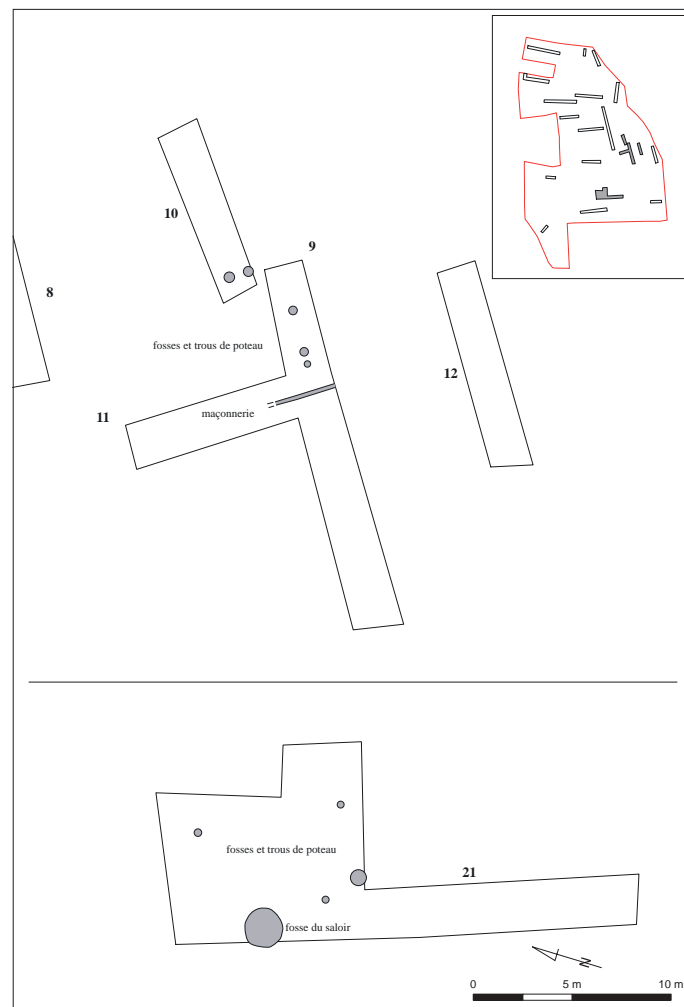 10
9
8
fosses et trous de poteau
12
11
maçonnerie
fosses et trous de poteau
21
fosse du saloir
N
0 5 m 10 m